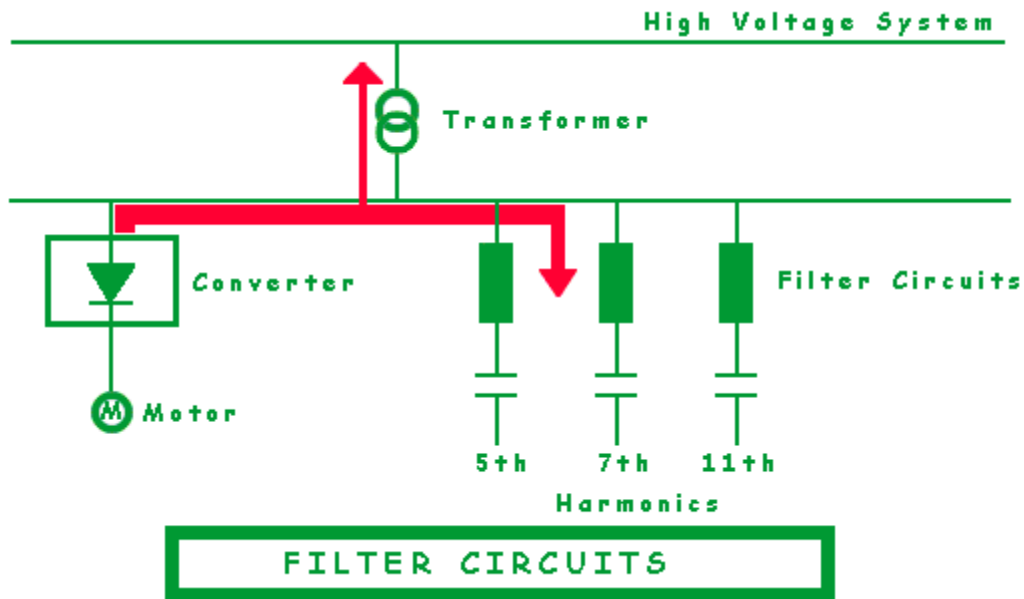 High Voltage System
Transformer
Converter
Filter Circuits
M Motor
5th 7th 11th
Harmonics
FILTER CIRCUITS